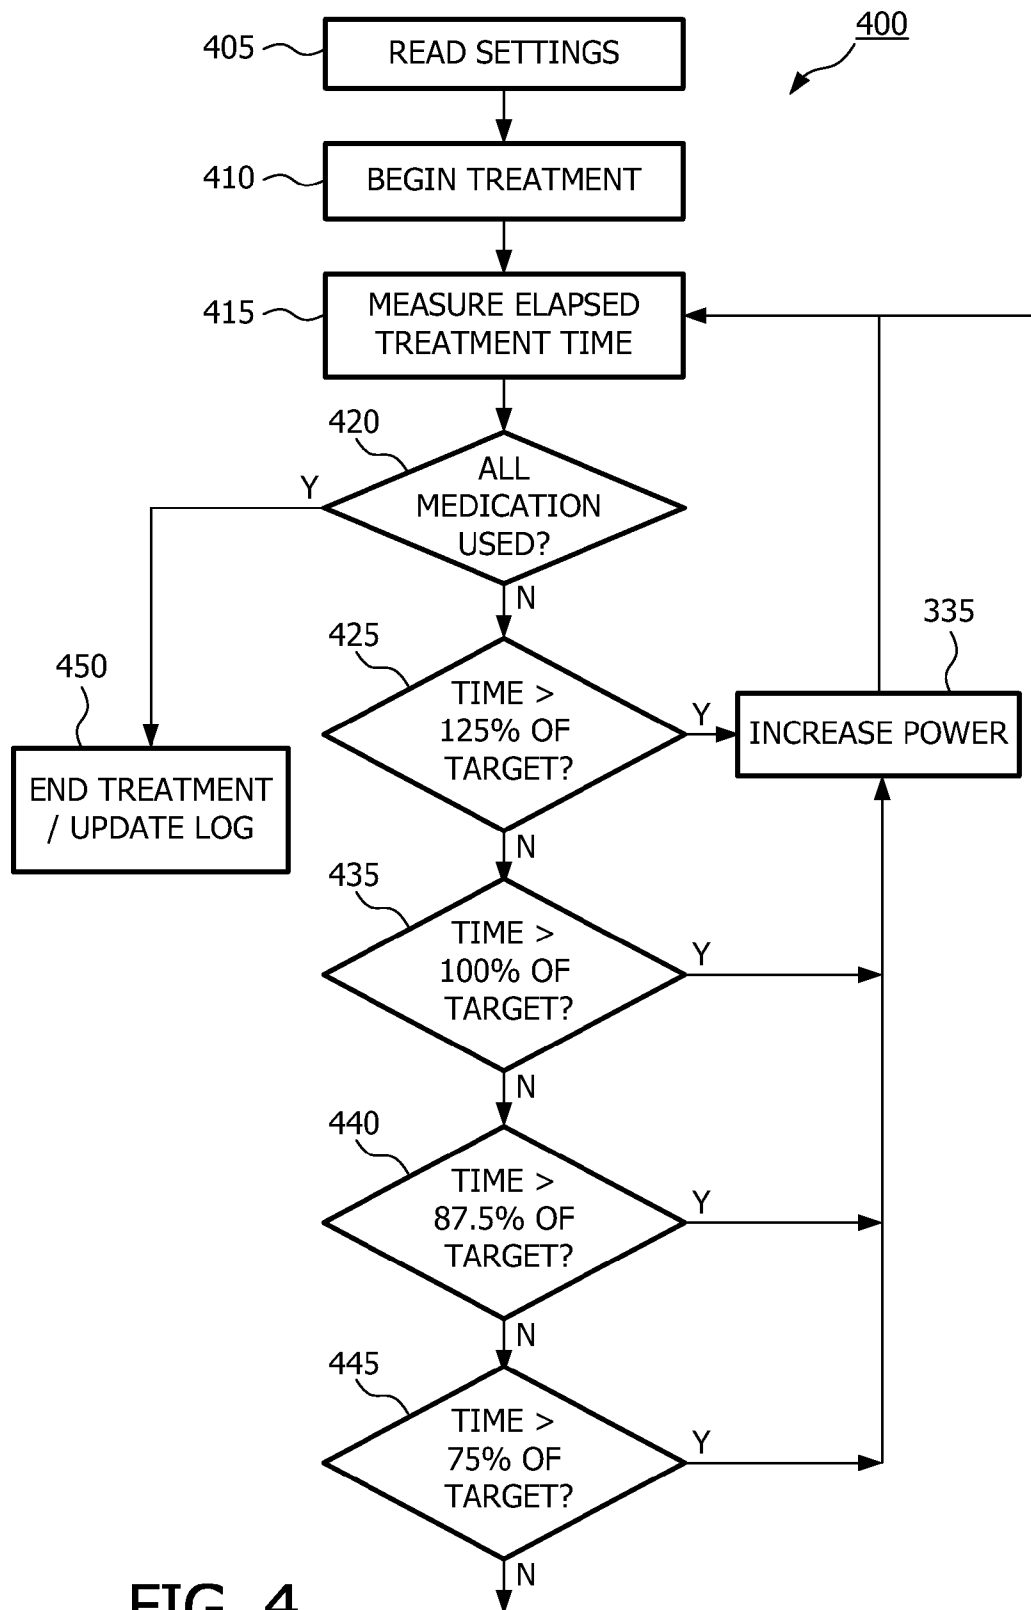 400
405
READ SETTINGS
410
BEGIN TREATMENT
415
MEASURE ELAPSED
TREATMENT TIME
420
ALL
MEDICATION
USED?
Y
N
425
TIME >
125% OF
TARGET?
Y
N
335
INCREASE POWER
450
END TREATMENT
/ UPDATE LOG
435
TIME >
100% OF
TARGET?
Y
N
440
TIME >
87.5% OF
TARGET?
Y
N
445
TIME >
75% OF
TARGET?
Y
N
FIG. 4